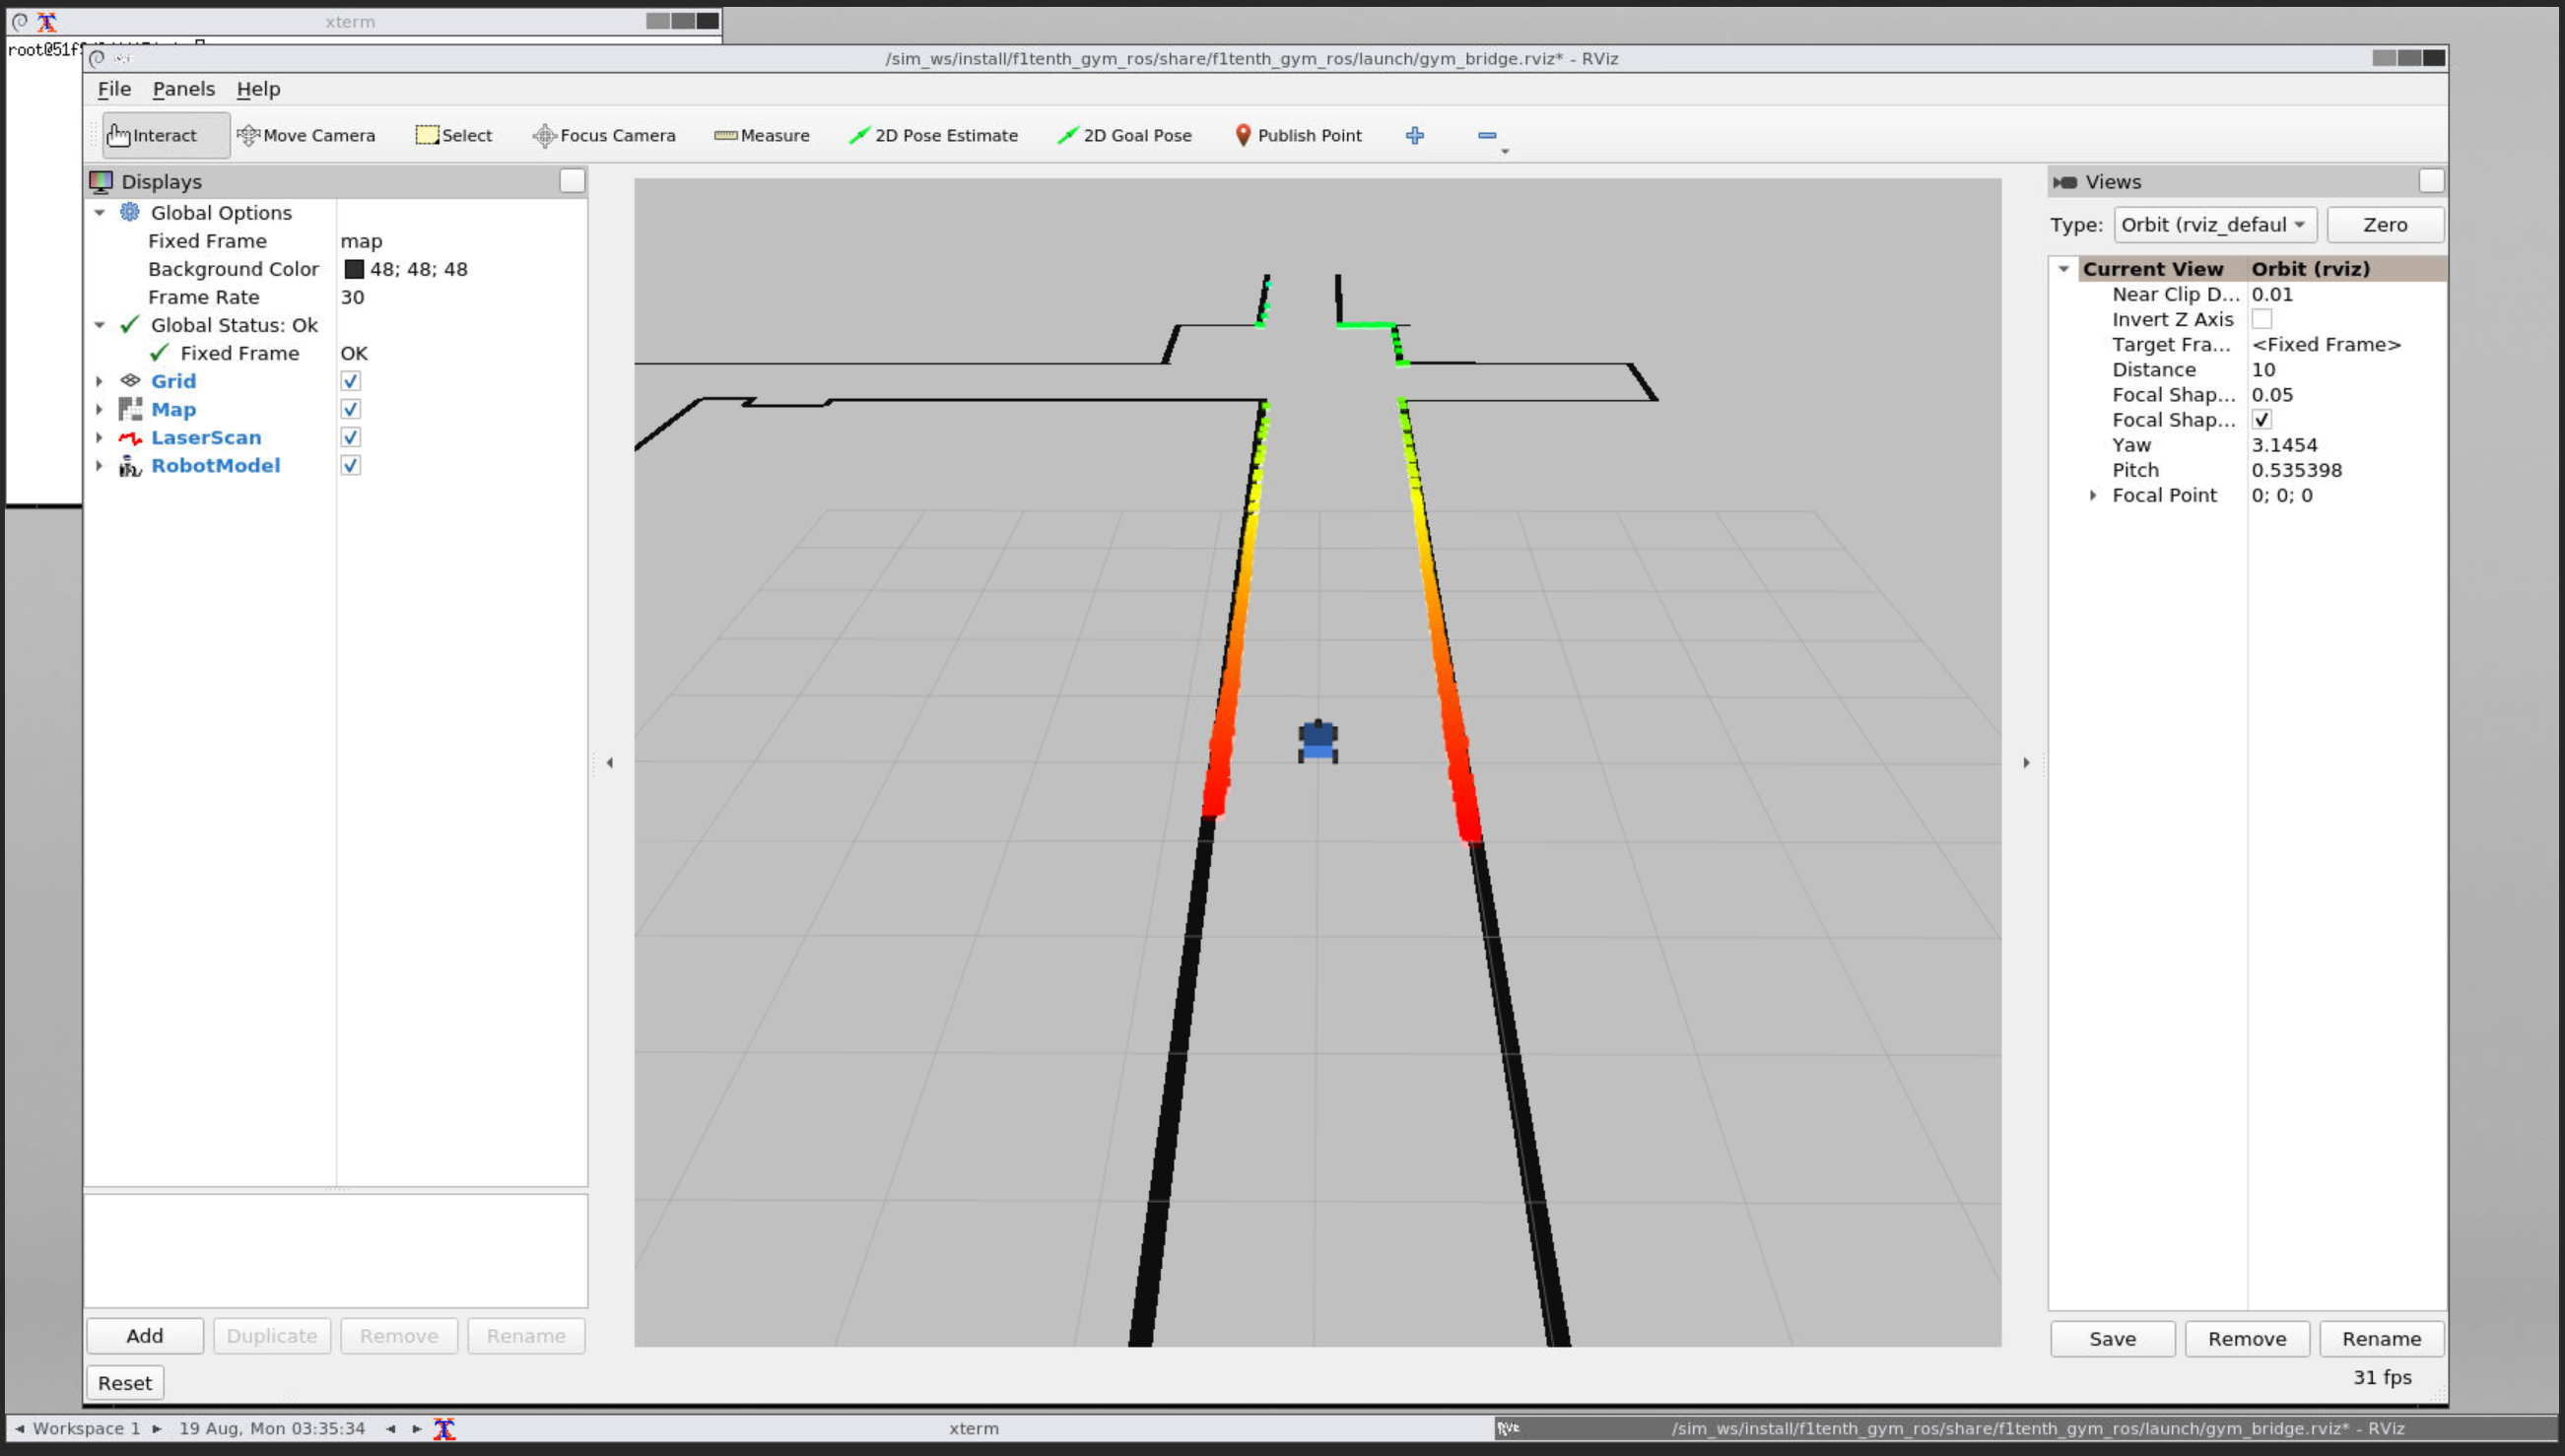 xterm
root@51f
/sim_ws/install/f1tenth_gym_ros/share/f1tenth_gym_ros/launch/gym_bridge.rviz* - RViz
File Panels Help
Interact Move Camera Select Focus Camera Measure 2D Pose Estimate 2D Goal Pose Publish Point
Displays
Global Options
Fixed Frame map
Background Color 48; 48; 48
Frame Rate 30
Global Status: Ok
Fixed Frame OK
Grid
Map
LaserScan
RobotModel
Add Duplicate Remove Rename
Reset
Views
Type: Orbit (rviz_defaul Zero
Current View Orbit (rviz)
Near Clip D... 0.01
Invert Z Axis
Target Fra... <Fixed Frame>
Distance 10
Focal Shap... 0.05
Focal Shap...
Yaw 3.1454
Pitch 0.535398
Focal Point 0; 0; 0
Save Remove Rename
31 fps
Workspace 1 19 Aug, Mon 03:35:34 xterm /sim_ws/install/f1tenth_gym_ros/share/f1tenth_gym_ros/launch/gym_bridge.rviz* - RViz